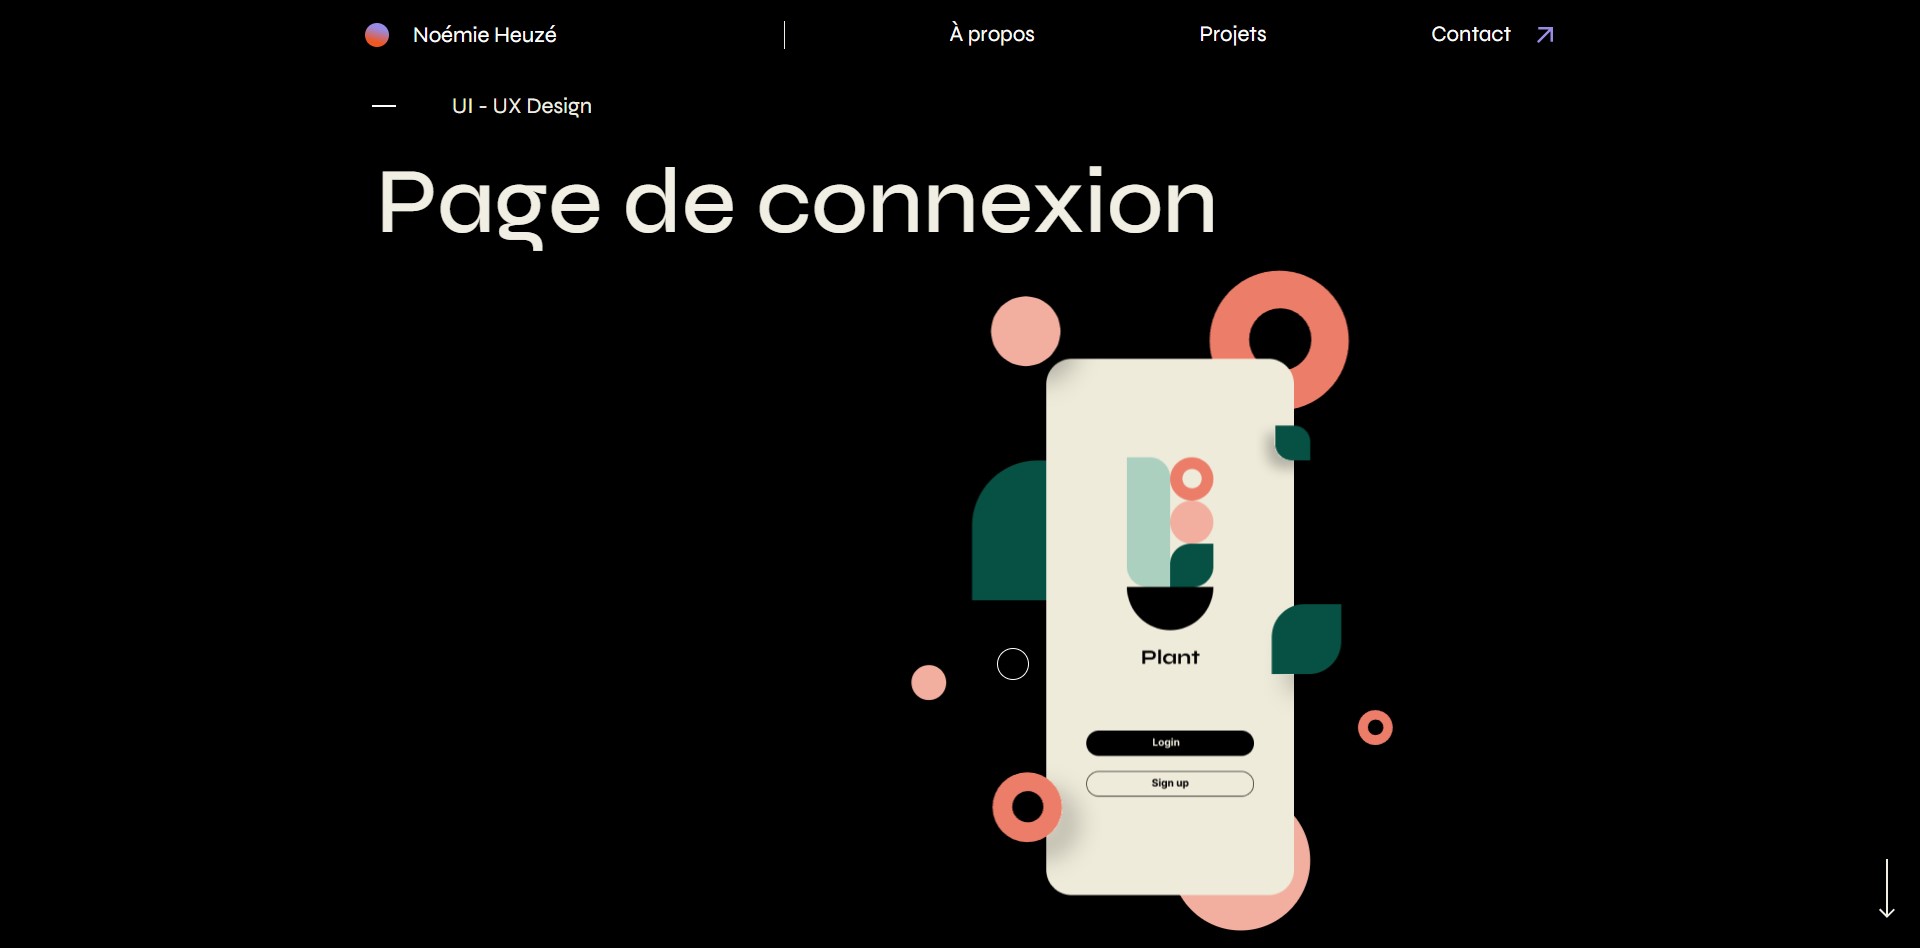 Noémie Heuzé
À propos
Projets
Contact
UI - UX Design
Page de connexion
Plant
Login
Sign up